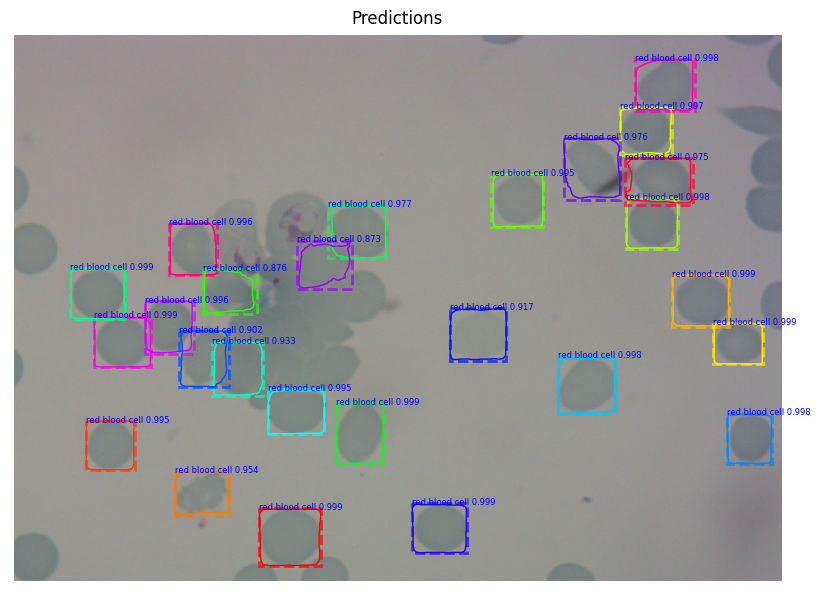 Predictions
red blood cell 0.998
red blood cell 0.997
red blood cell 0.976
red blood cell 0.975
red blood cell 0.995
red blood cell 0.998
red blood cell 0.977
red blood cell 0.996
red blood cell 0.873
red blood cell 0.999
red blood cell 0.876
red blood cell 0.999
red blood cell 0.996
red blood cell 0.917
red blood cell 0.999
red blood cell 0.999
red blood cell 0.902
red blood cell 0.933
red blood cell 0.998
red blood cell 0.995
red blood cell 0.999
red blood cell 0.998
red blood cell 0.995
red blood cell 0.954
red blood cell 0.999
red blood cell 0.999